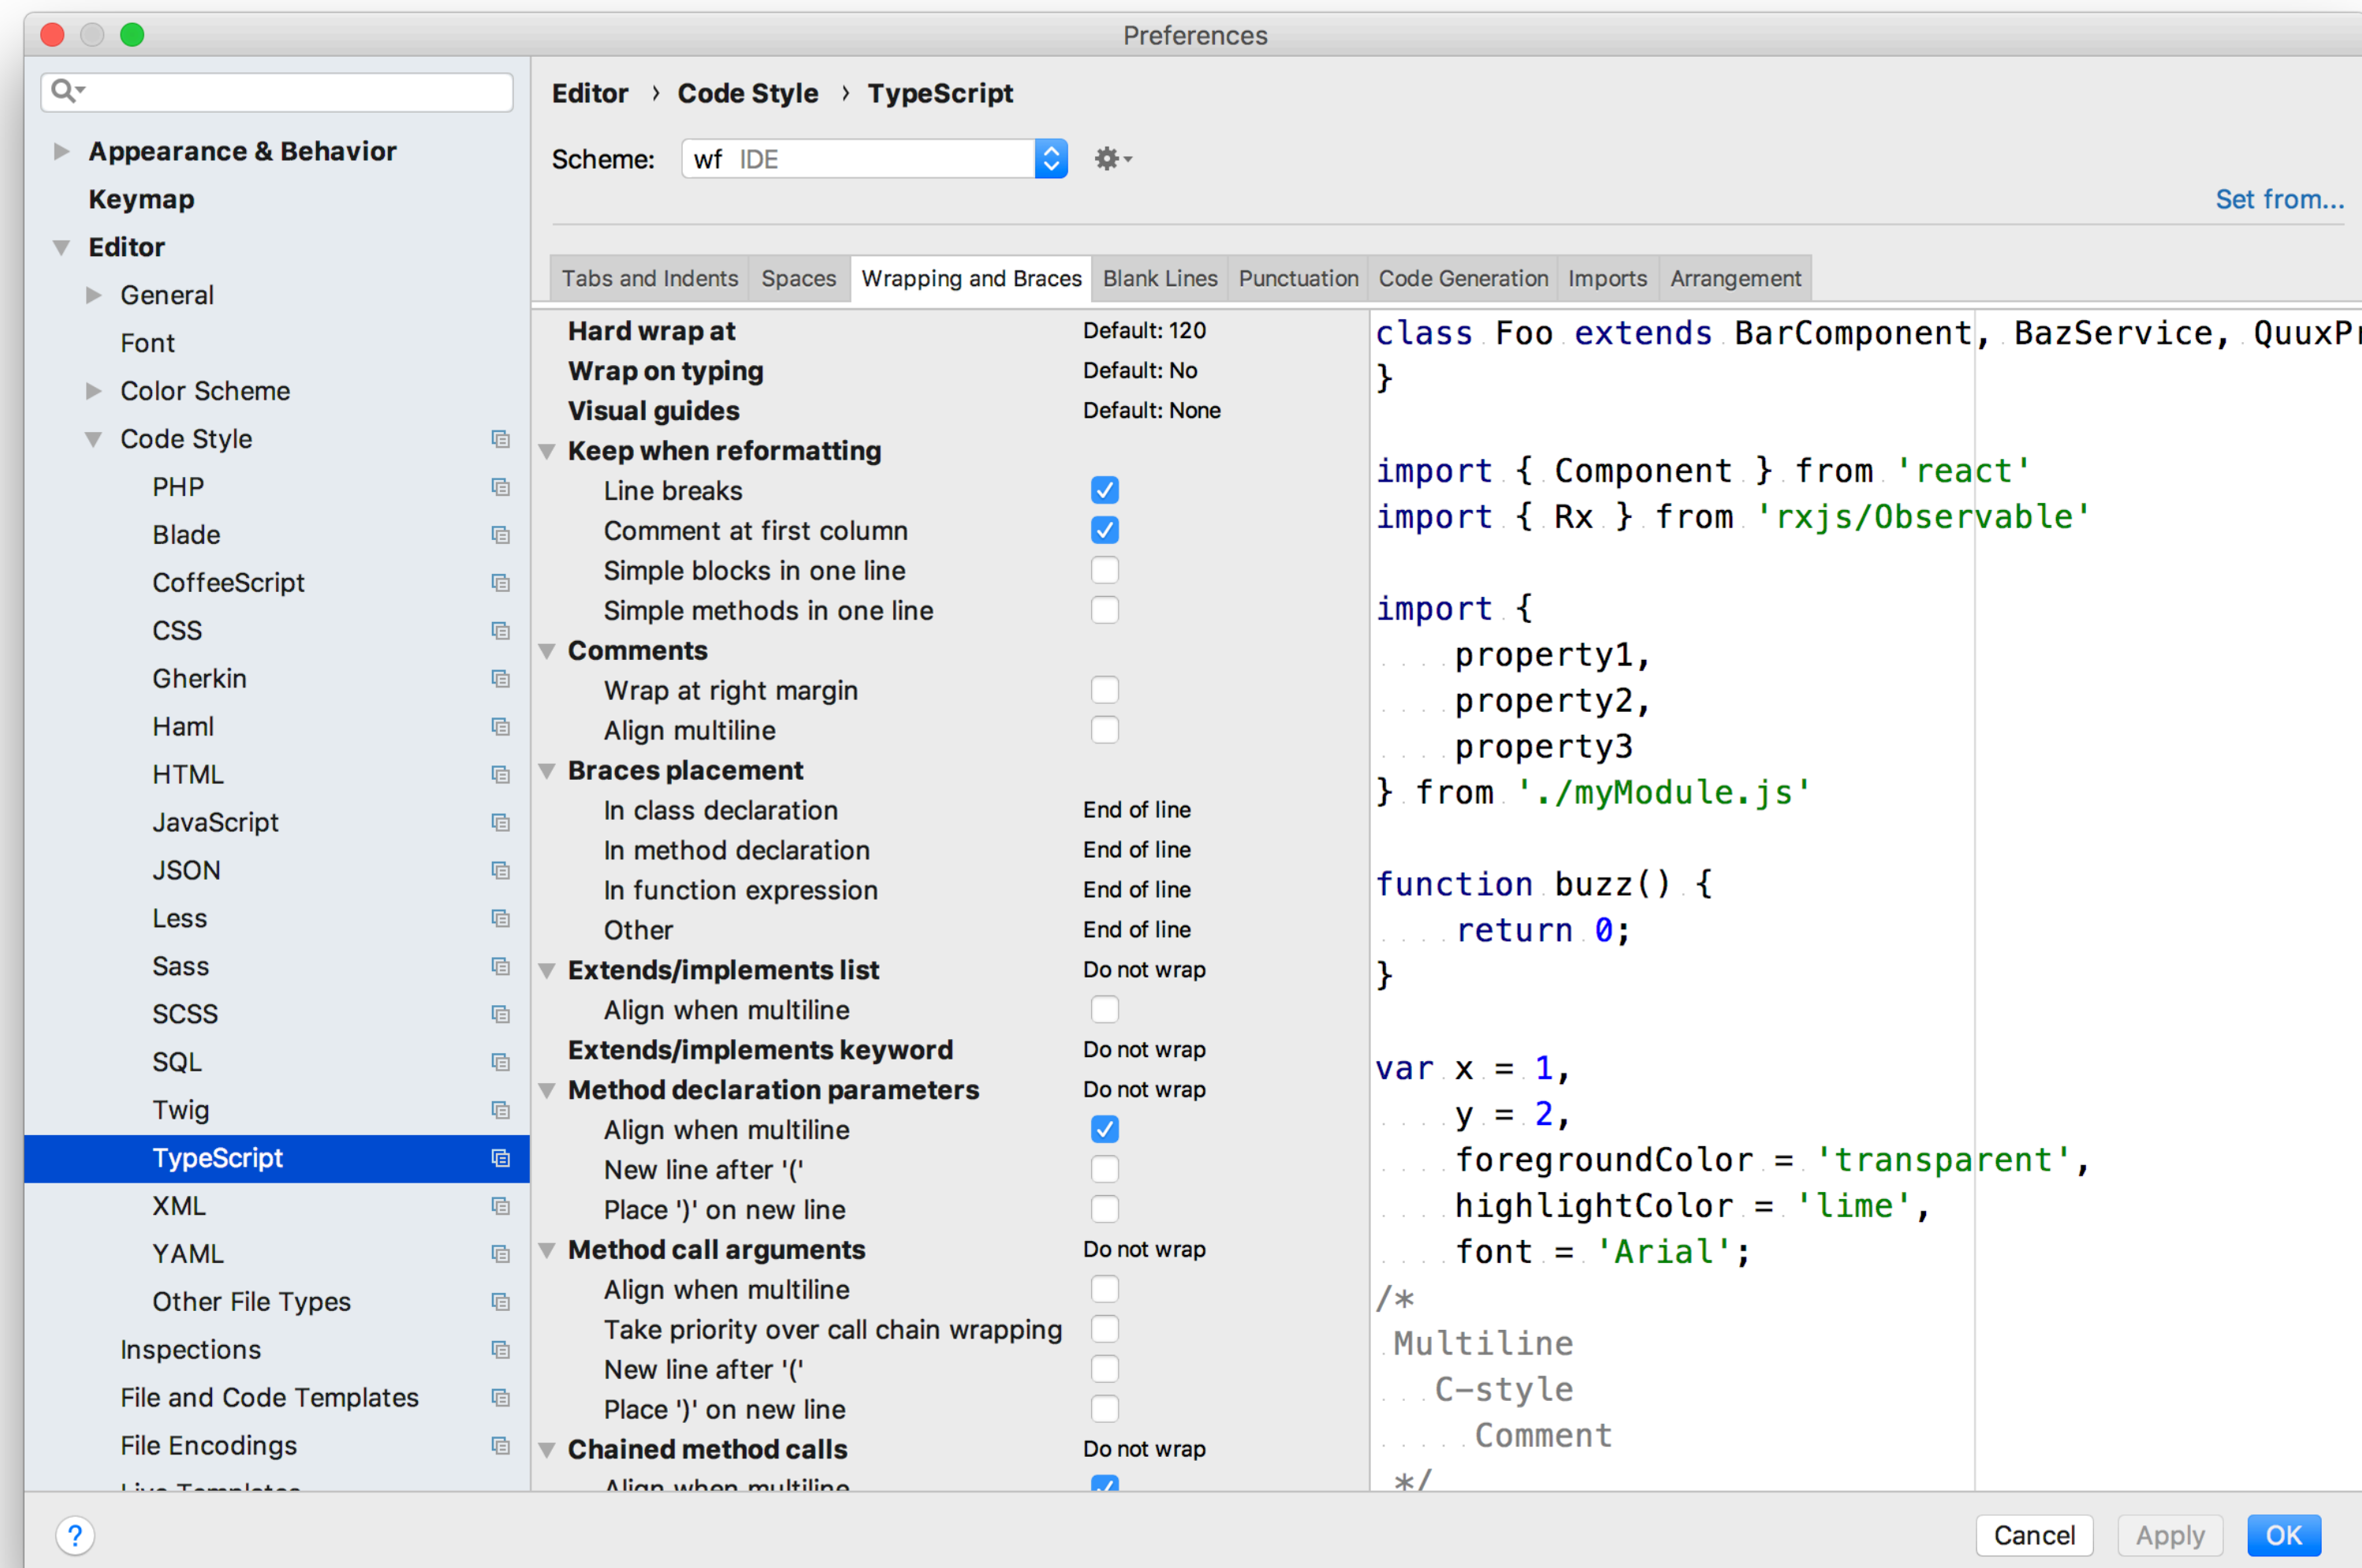 Preferences
Appearance & Behavior
Keymap
Editor
General
Font
Color Scheme
Code Style
PHP
Blade
CoffeeScript
CSS
Gherkin
Haml
HTML
JavaScript
JSON
Less
Sass
SCSS
SQL
Twig
TypeScript
XML
YAML
Other File Types
Inspections
File and Code Templates
File Encodings
Live Templates
Editor › Code Style › TypeScript
Scheme: wf IDE
Set from...
Tabs and Indents Spaces Wrapping and Braces Blank Lines Punctuation Code Generation Imports Arrangement
Hard wrap at Default: 120
Wrap on typing Default: No
Visual guides Default: None
Keep when reformatting
Line breaks
Comment at first column
Simple blocks in one line
Simple methods in one line
Comments
Wrap at right margin
Align multiline
Braces placement
In class declaration End of line
In method declaration End of line
In function expression End of line
Other End of line
Extends/implements list Do not wrap
Align when multiline
Extends/implements keyword Do not wrap
Method declaration parameters Do not wrap
Align when multiline
New line after '('
Place ')' on new line
Method call arguments Do not wrap
Align when multiline
Take priority over call chain wrapping
New line after '('
Place ')' on new line
Chained method calls Do not wrap
Align when multiline
class Foo extends BarComponent, BazService, QuuxPr
}
import { Component } from 'react'
import { Rx } from 'rxjs/Observable'
import {
property1,
property2,
property3
} from './myModule.js'
function buzz() {
return 0;
}
var x = 1,
y = 2,
foregroundColor = 'transparent',
highlightColor = 'lime',
font = 'Arial';
/*
Multiline
C-style
Comment
*/
?
Cancel Apply OK